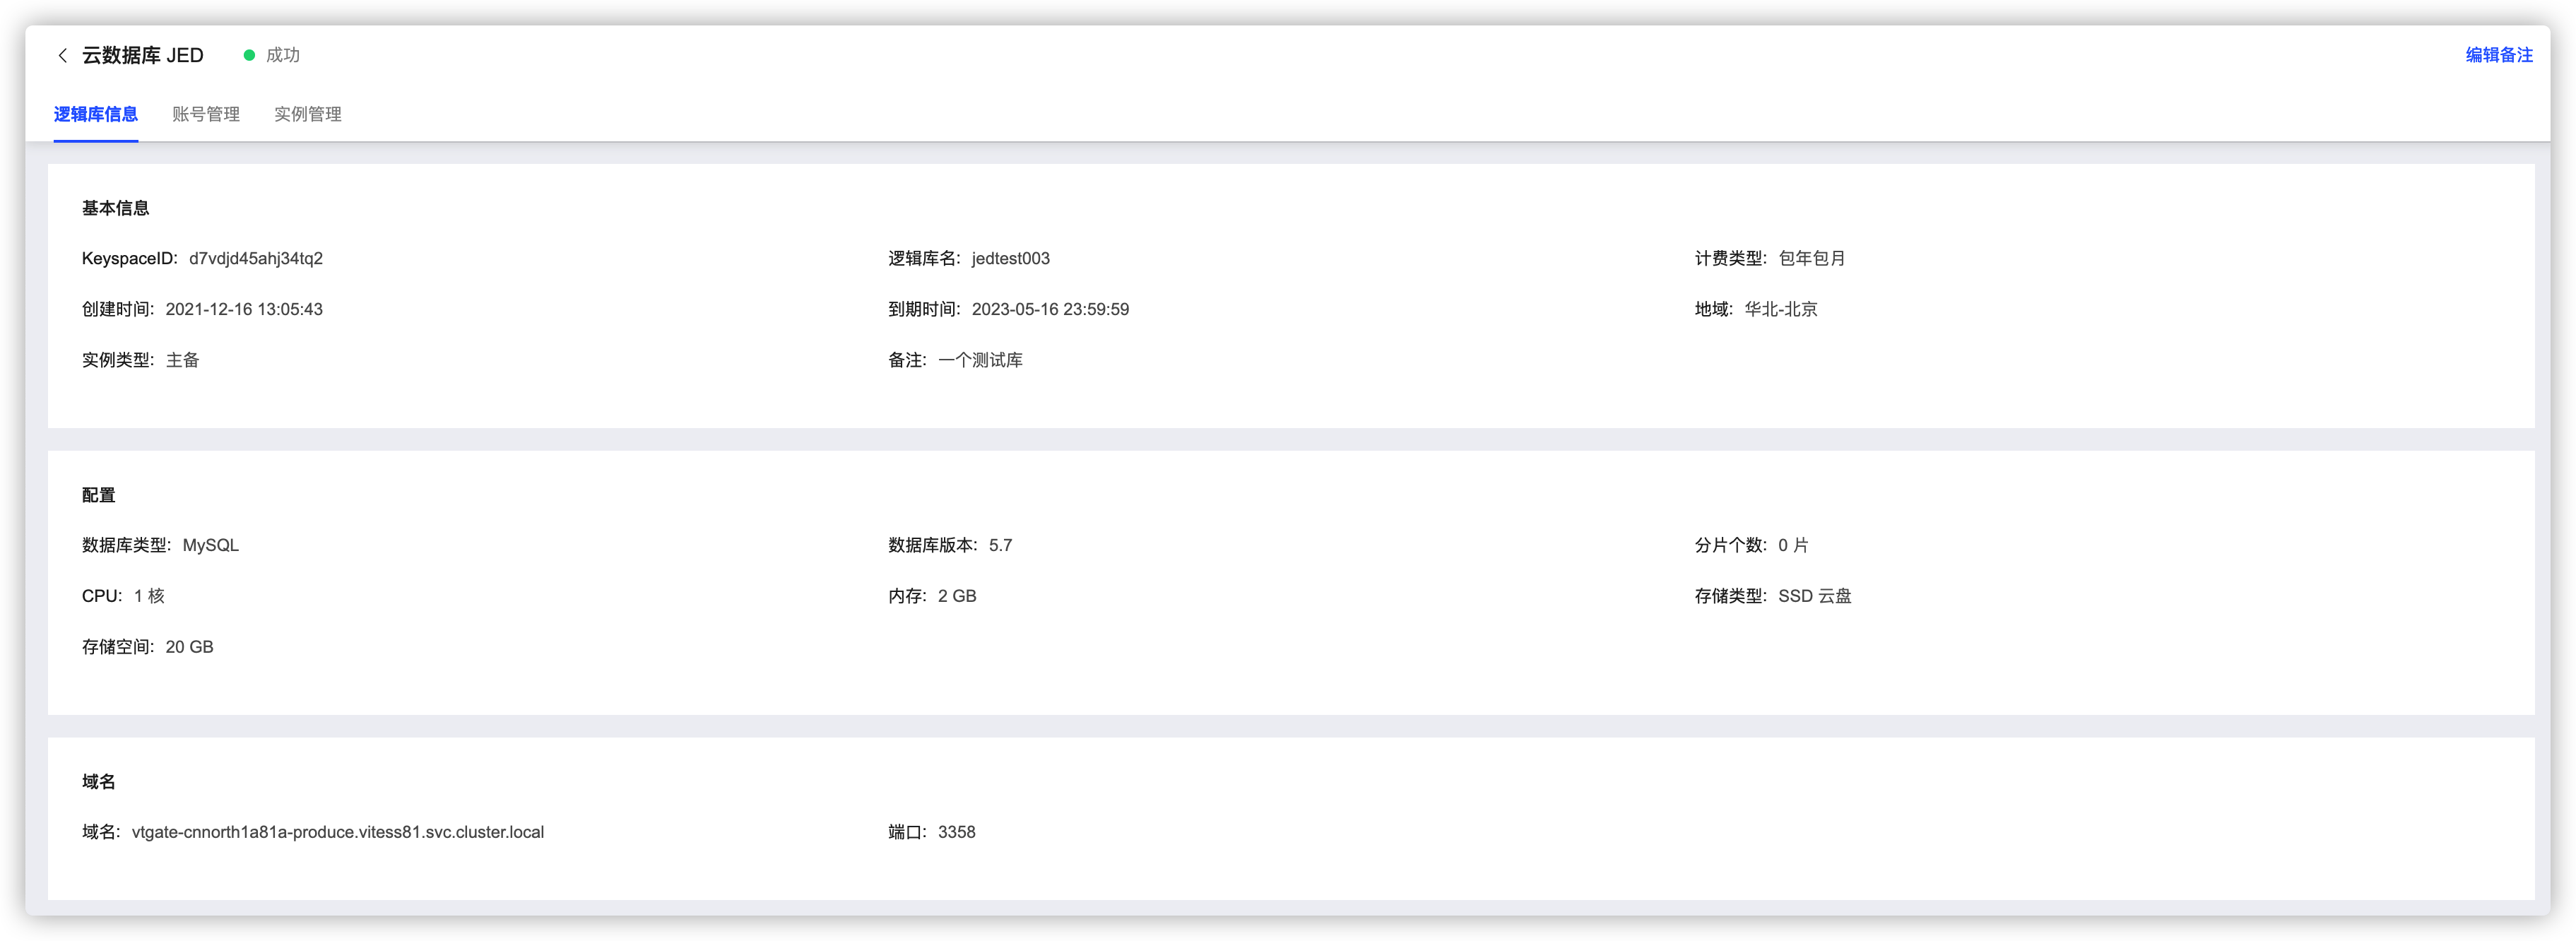 云数据库 JED 成功 编辑备注
逻辑库信息 账号管理 实例管理
基本信息
KeyspaceID: d7vdjd45ahj34tq2 逻辑库名: jedtest003 计费类型: 包年包月
创建时间: 2021-12-16 13:05:43 到期时间: 2023-05-16 23:59:59 地域: 华北-北京
实例类型: 主备 备注: 一个测试库
配置
数据库类型: MySQL 数据库版本: 5.7 分片个数: 0 片
CPU: 1 核 内存: 2 GB 存储类型: SSD 云盘
存储空间: 20 GB
域名
域名: vtgate-cnnorth1a81a-produce.vitess81.svc.cluster.local 端口: 3358